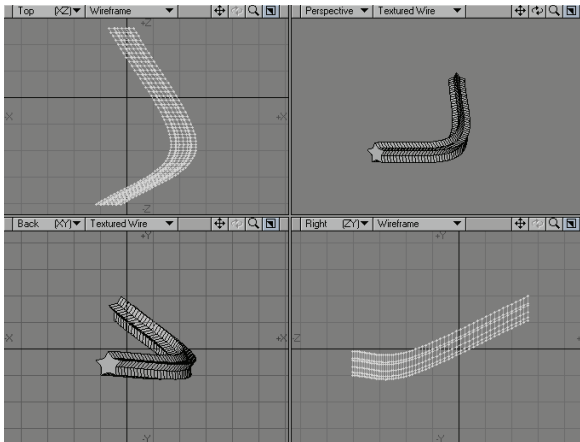 Top (XZ) Wireframe
+Z
-X
+X
-Z
Perspective Textured Wire
Back (XY) Textured Wire
+Y
-X
+X
-Y
Right (ZY) Wireframe
+Y
-Z
-Y